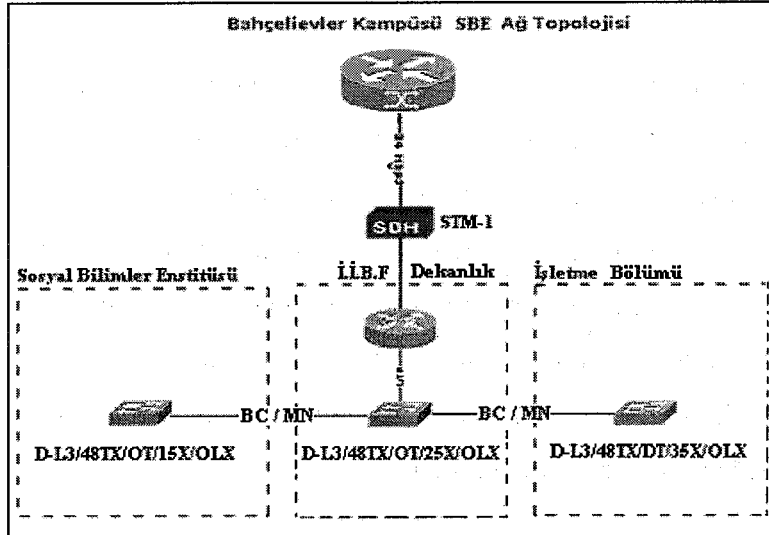 Bahçelievler Kampüsü SBE Ağ Topolojisi
SDH
STM-1
Sosyal Bilimler Enstitüsü
İ.İ.B.F Dekanlık
İşletme Bölümü
UTP
BC / MN
BC / MN
D-L3/48TX/OT/15X/OLX
D-L3/48TX/OT/25X/OLX
D-L3/48TX/DT/35X/OLX